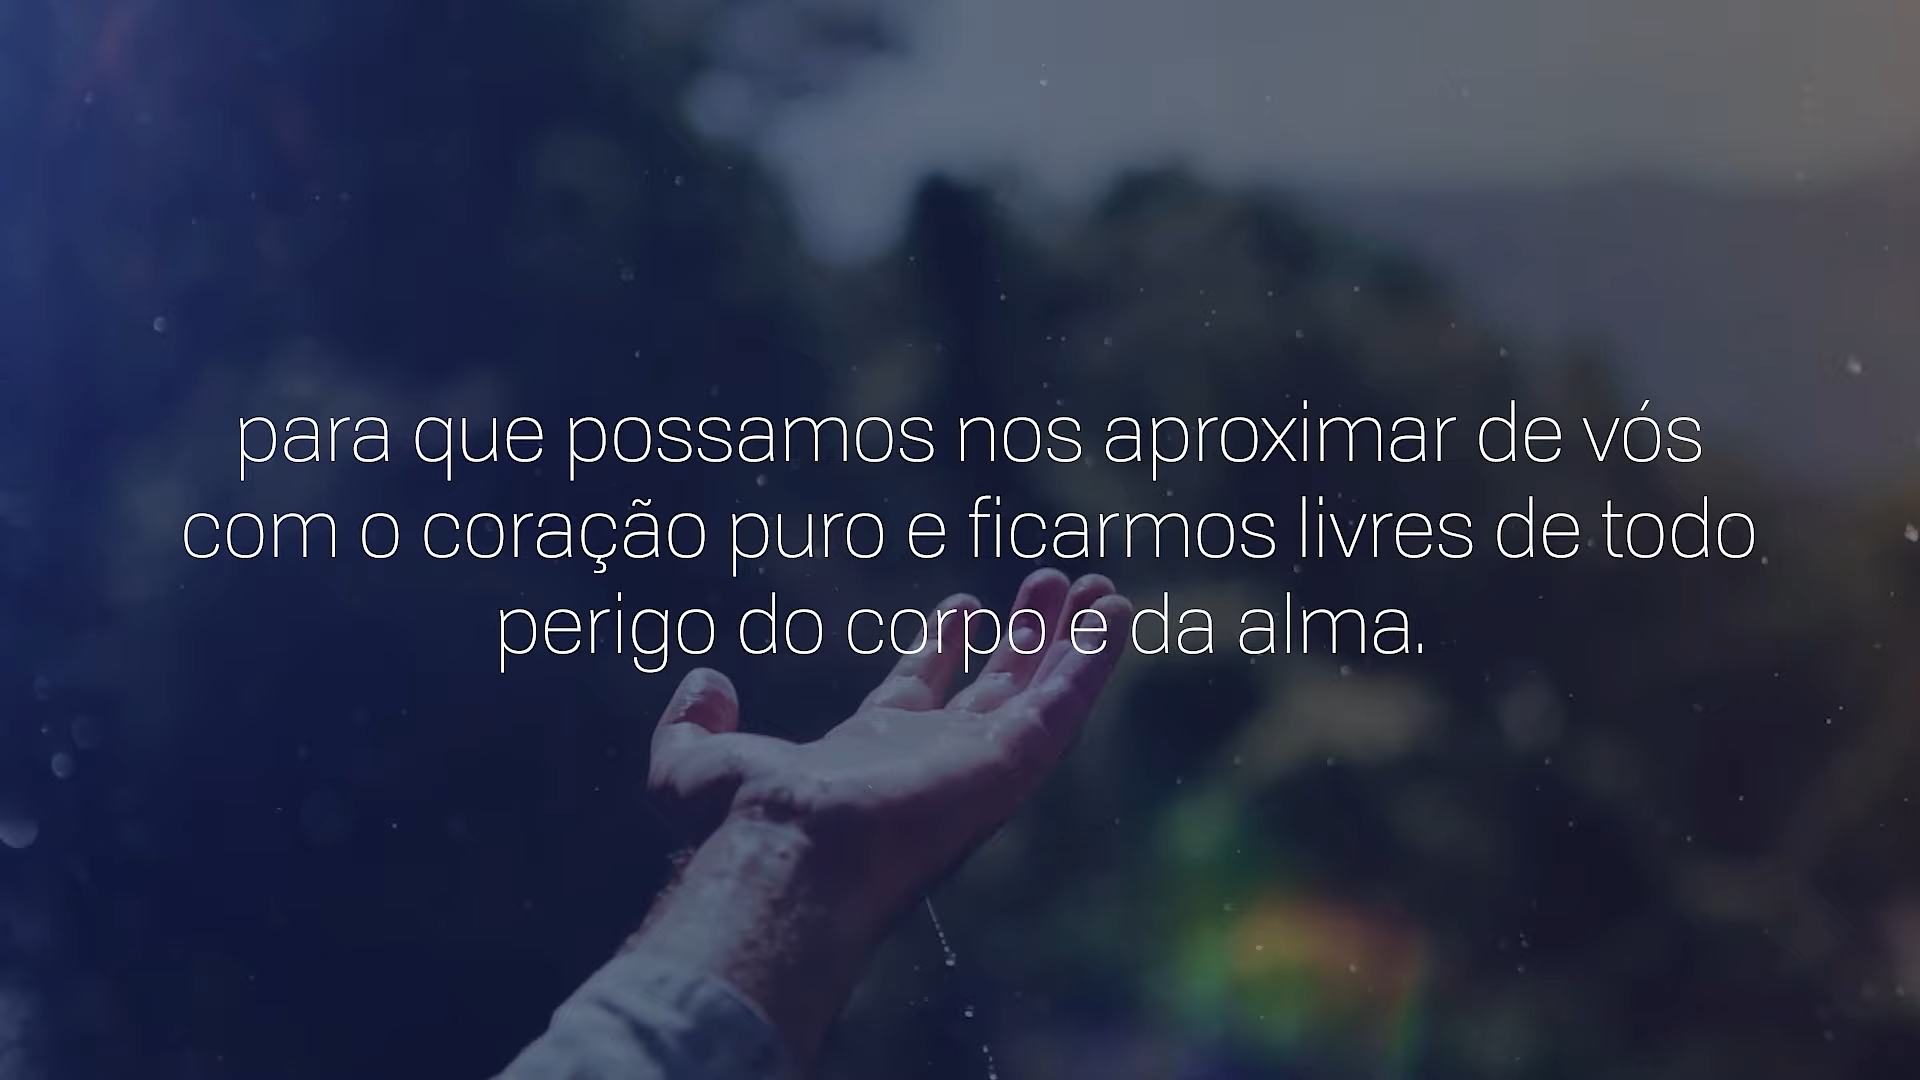 para que possamos nos aproximar de vós
com o coração puro e ficarmos livres de todo
perigo do corpo e da alma.